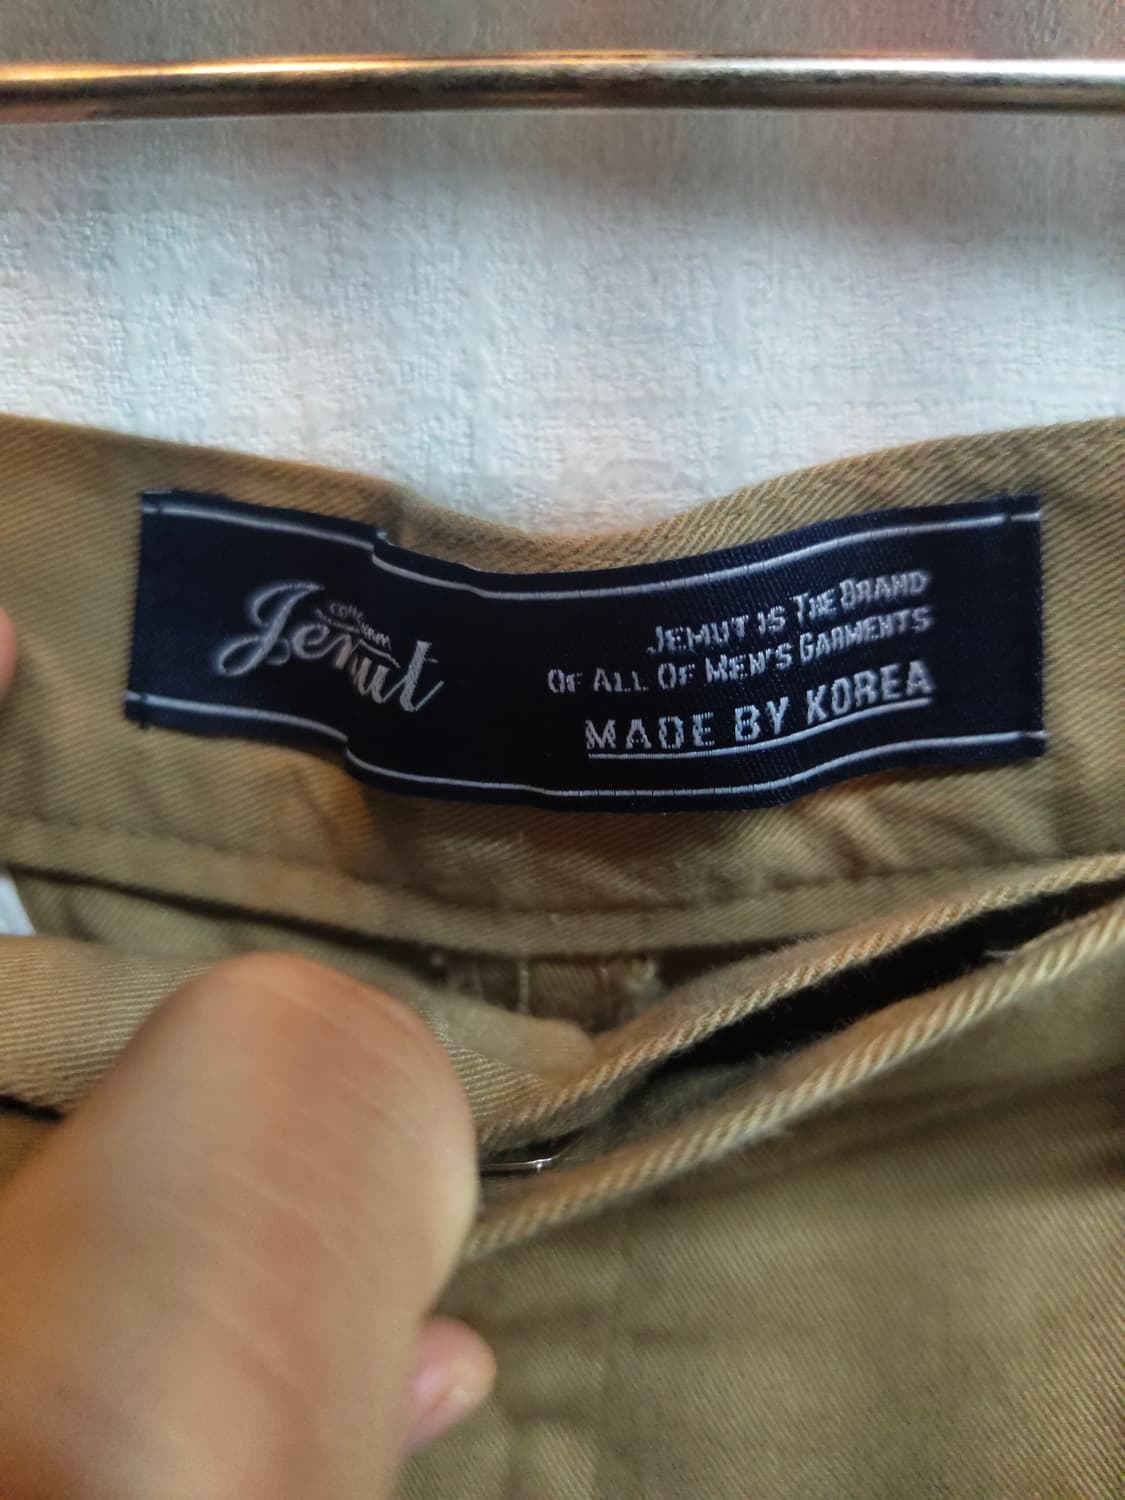 Jemut
JEMUT IS THE BRAND
OF ALL OF MEN'S GARMENTS
MADE BY KOREA